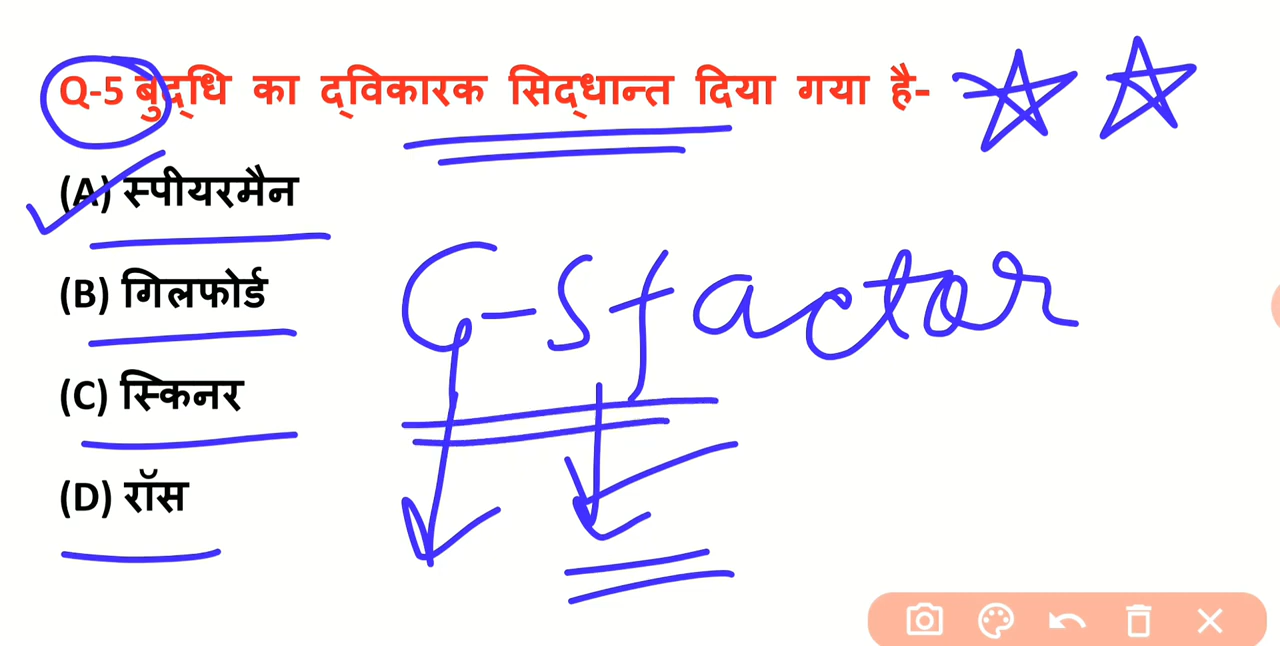 Q-5 बुद्धि का द्विकारक सिद्धान्त दिया गया है-
(A) स्पीयरमैन
(B) गिलफोर्ड
G-S factor
(C) स्किनर
(D) रॉस